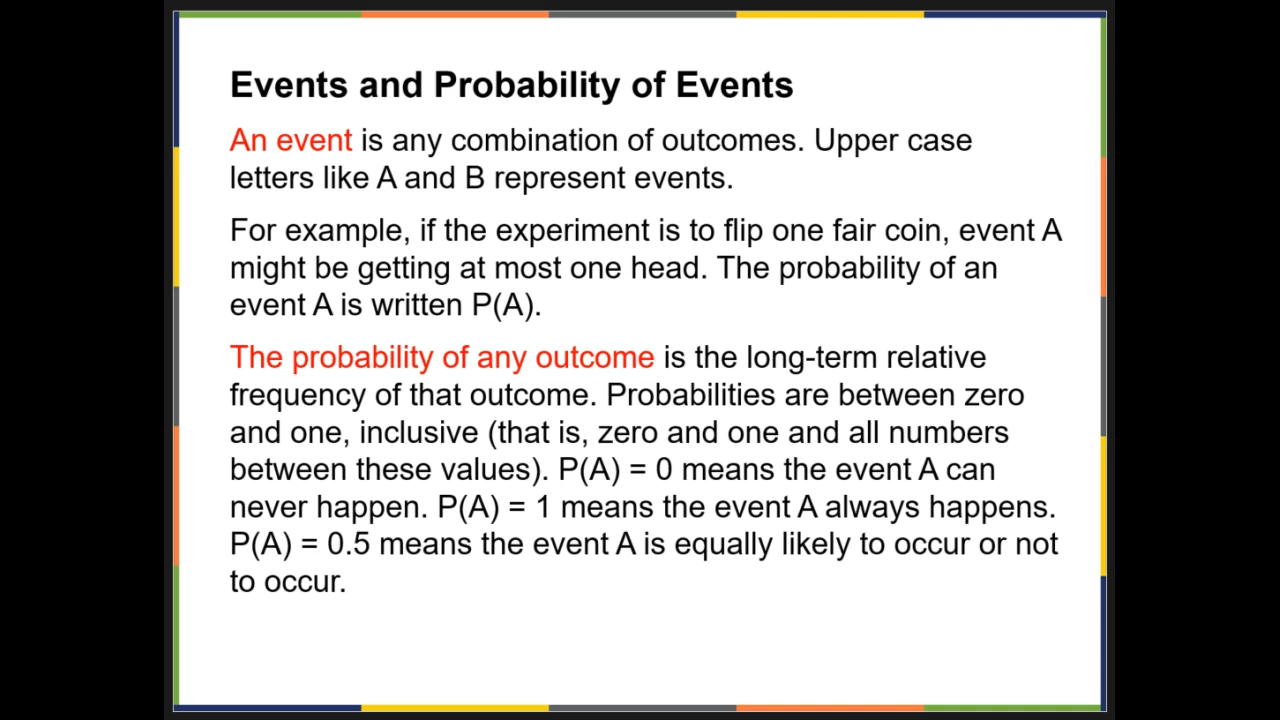 Events and Probability of Events
An event is any combination of outcomes. Upper case
letters like A and B represent events.
For example, if the experiment is to flip one fair coin, event A
might be getting at most one head. The probability of an
event A is written P(A).
The probability of any outcome is the long-term relative
frequency of that outcome. Probabilities are between zero
and one, inclusive (that is, zero and one and all numbers
between these values). P(A) = 0 means the event A can
never happen. P(A) = 1 means the event A always happens.
P(A) = 0.5 means the event A is equally likely to occur or not
to occur.